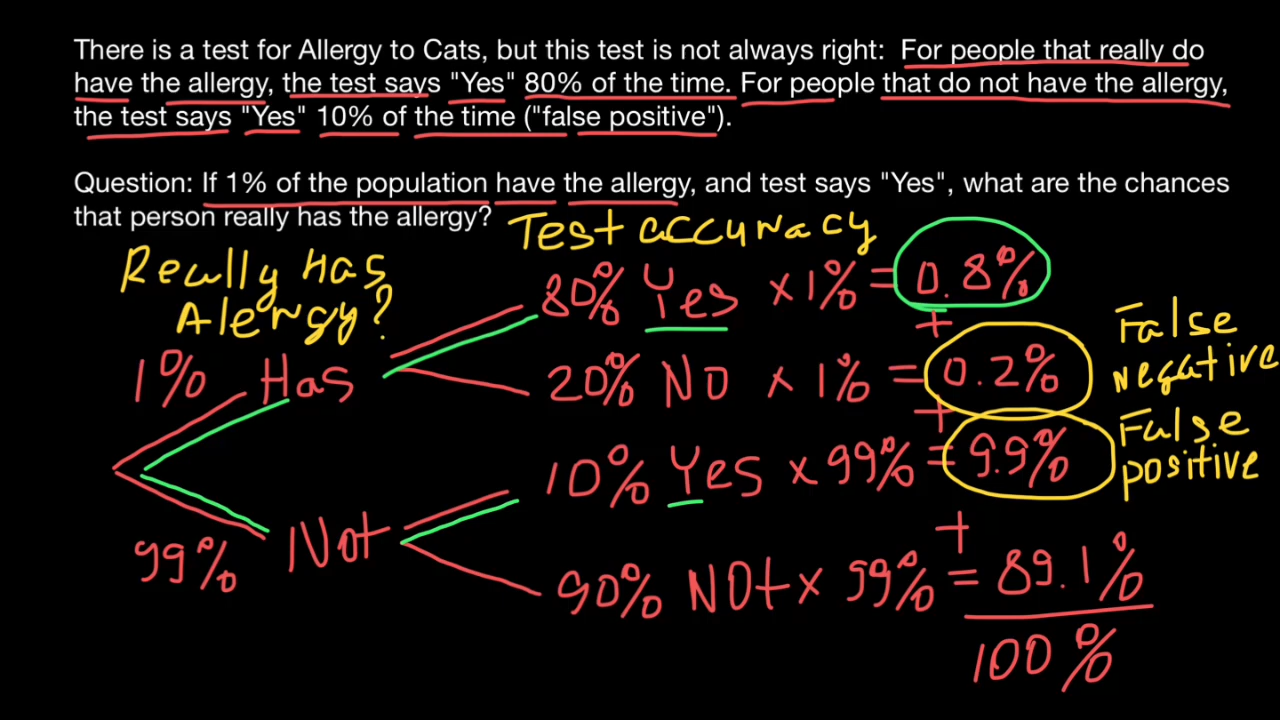 There is a test for Allergy to Cats, but this test is not always right: For people that really do
have the allergy, the test says "Yes" 80% of the time. For people that do not have the allergy,
the test says "Yes" 10% of the time ("false positive").
Question: If 1% of the population have the allergy, and test says "Yes", what are the chances
that person really has the allergy?
Test accuracy
Really Has
Alergy?
80% Yes x 1% = 0.8%
+
1% Has
20% NO x 1% = 0.2%
False
negative
+
10% Yes x 99% = 9.9%
False
positive
99% Not
+
90% NOt x 99% = 89.1%
100%